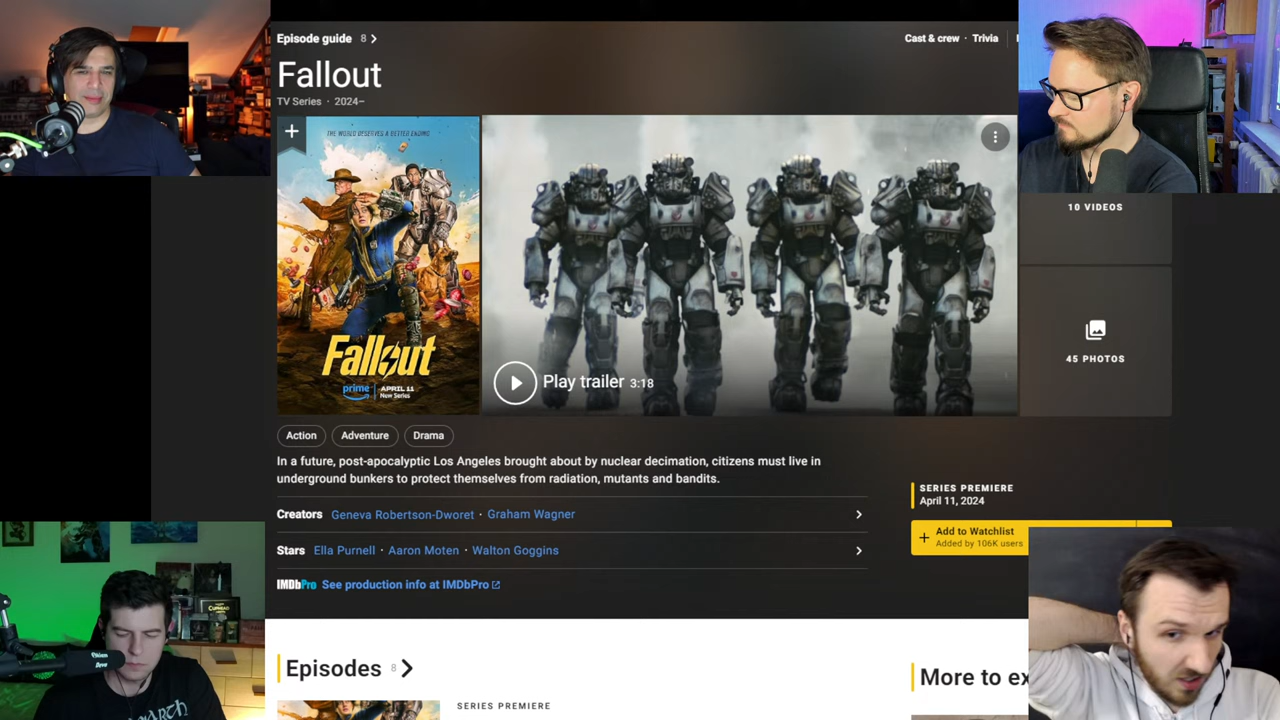 Episode guide 8
Cast & crew · Trivia
Fallout
TV Series · 2024–
THE WORLD DESERVES A BETTER ENDING
Fallout
prime
APRIL 11
New Series
Play trailer 3:18
10 VIDEOS
45 PHOTOS
Action
Adventure
Drama
In a future, post-apocalyptic Los Angeles brought about by nuclear decimation, citizens must live in
underground bunkers to protect themselves from radiation, mutants and bandits.
Creators Geneva Robertson-Dworet · Graham Wagner
Stars Ella Purnell · Aaron Moten · Walton Goggins
IMDbPro See production info at IMDbPro
SERIES PREMIERE
April 11, 2024
Add to Watchlist
Added by 106K users
Episodes 8
SERIES PREMIERE
More to ex
CUPHEAD